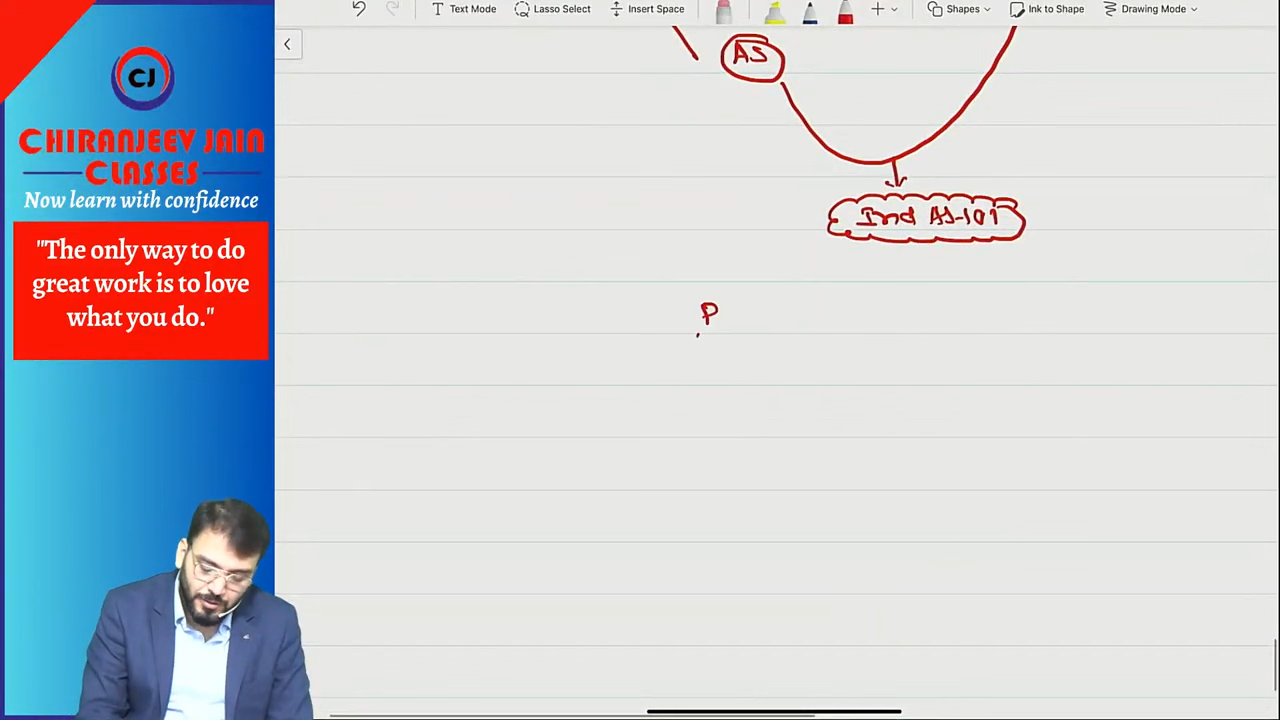 Text Mode
Lasso Select
Insert Space
Shapes
Ink to Shape
Drawing Mode
CJ
CHIRANJEEV JAIN
CLASSES
Now learn with confidence
"The only way to do
great work is to love
what you do."
AS
Ind AS-101
P